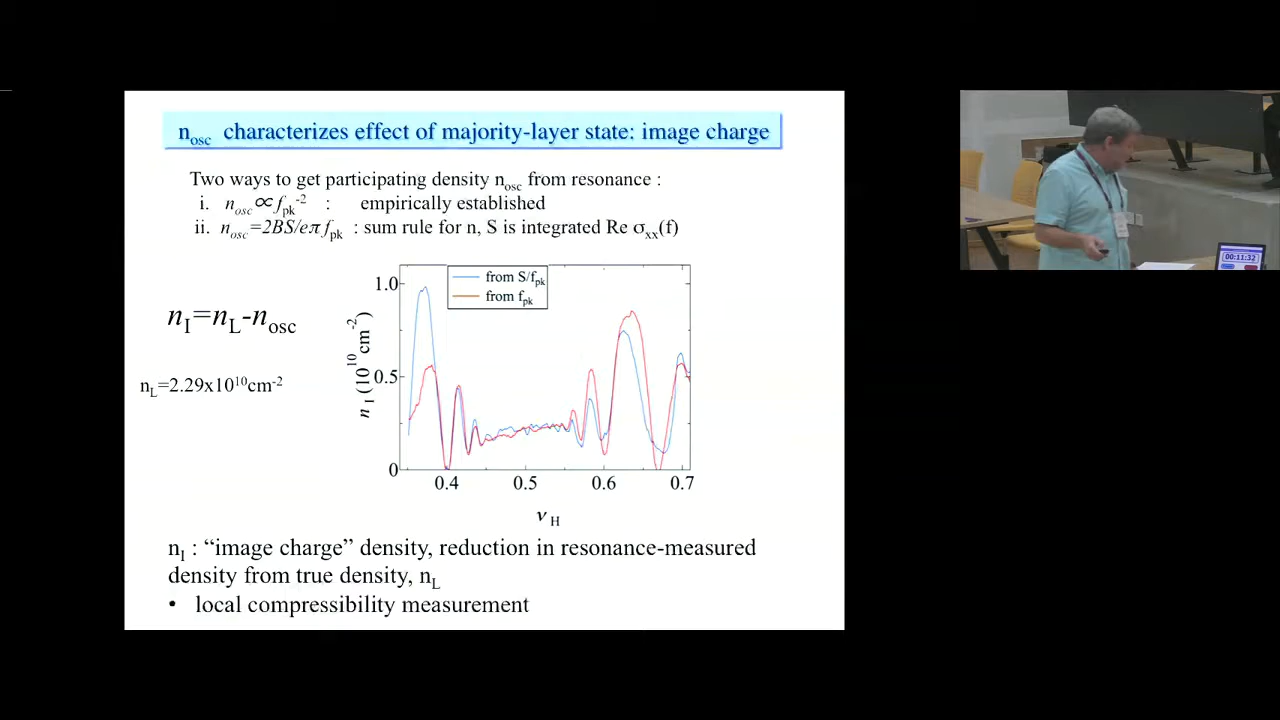 n_osc characterizes effect of majority-layer state: image charge
Two ways to get participating density n_osc from resonance :
i. n_osc∝f_pk^-2 : empirically established
ii. n_osc=2BS/eπf_pk : sum rule for n, S is integrated Re σ_xx(f)
from S/f_pk
from f_pk
n_I=n_L-n_osc
n_L=2.29x10^10cm^-2
n_I (10^10 cm^-2)
1.0
0.5
0
0.4 0.5 0.6 0.7
ν_H
n_I : “image charge” density, reduction in resonance-measured
density from true density, n_L
• local compressibility measurement
00:11:32